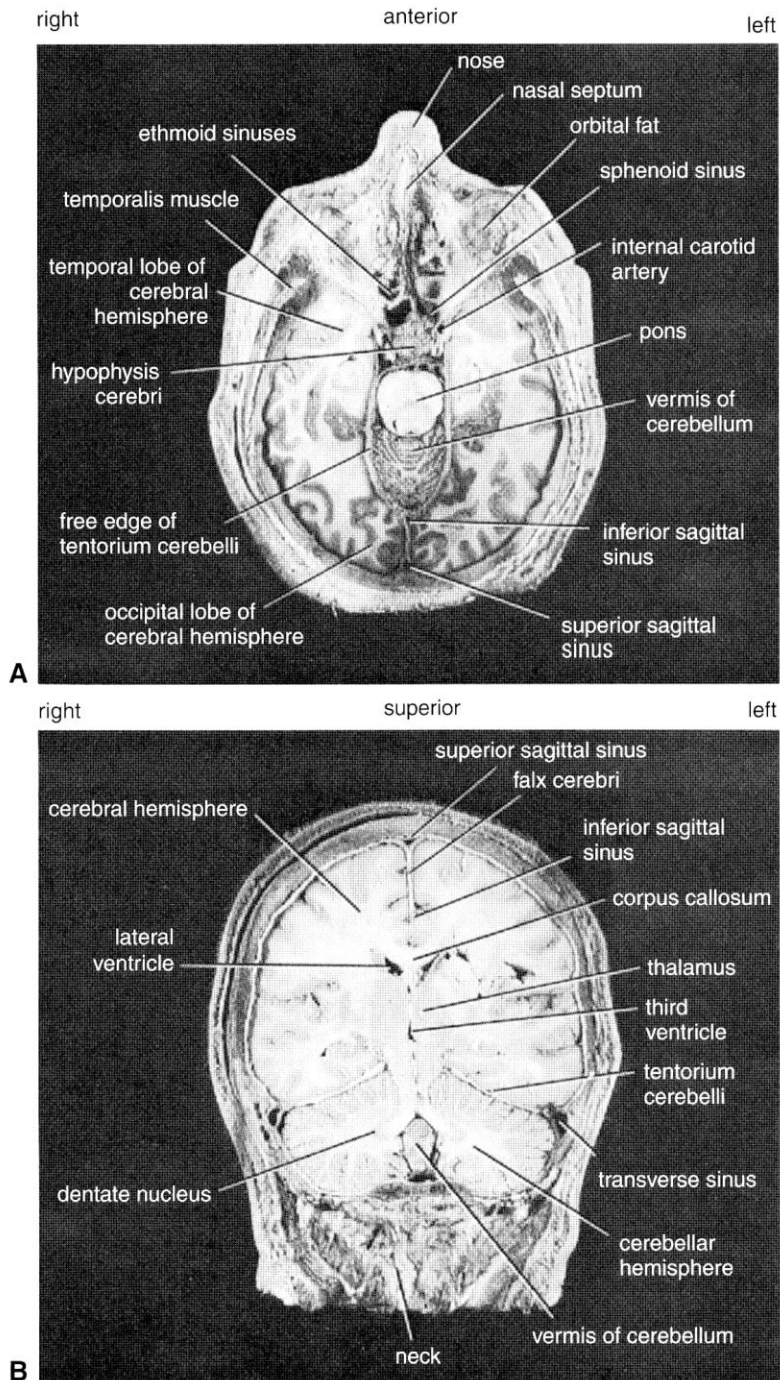 right
anterior
left
nose
nasal septum
ethmoid sinuses
orbital fat
sphenoid sinus
temporalis muscle
internal carotid
artery
temporal lobe of
cerebral
hemisphere
pons
hypophysis
cerebri
vermis of
cerebellum
free edge of
tentorium cerebelli
inferior sagittal
sinus
occipital lobe of
cerebral hemisphere
superior sagittal
sinus
A
right
superior
left
superior sagittal sinus
falx cerebri
cerebral hemisphere
inferior sagittal
sinus
corpus callosum
lateral
ventricle
thalamus
third
ventricle
tentorium
cerebelli
dentate nucleus
transverse sinus
cerebellar
hemisphere
vermis of cerebellum
neck
B